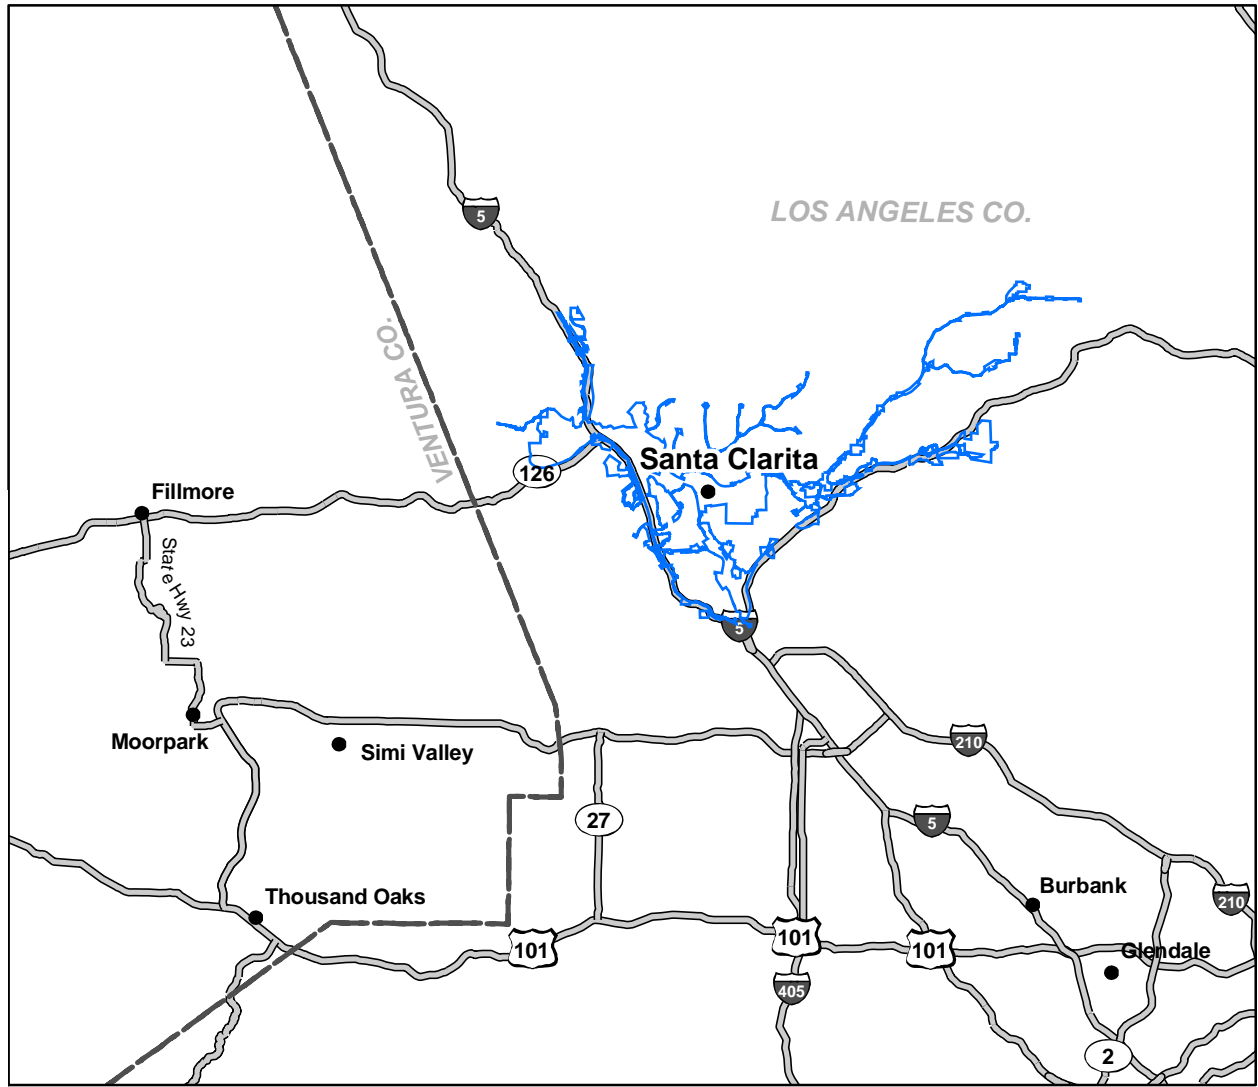 5
LOS ANGELES CO.
VENTURA CO.
Santa Clarita
126
Fillmore
State Hwy 23
5
Moorpark
Simi Valley
210
27
5
Thousand Oaks
Burbank
210
101
101
101
Glendale
405
2